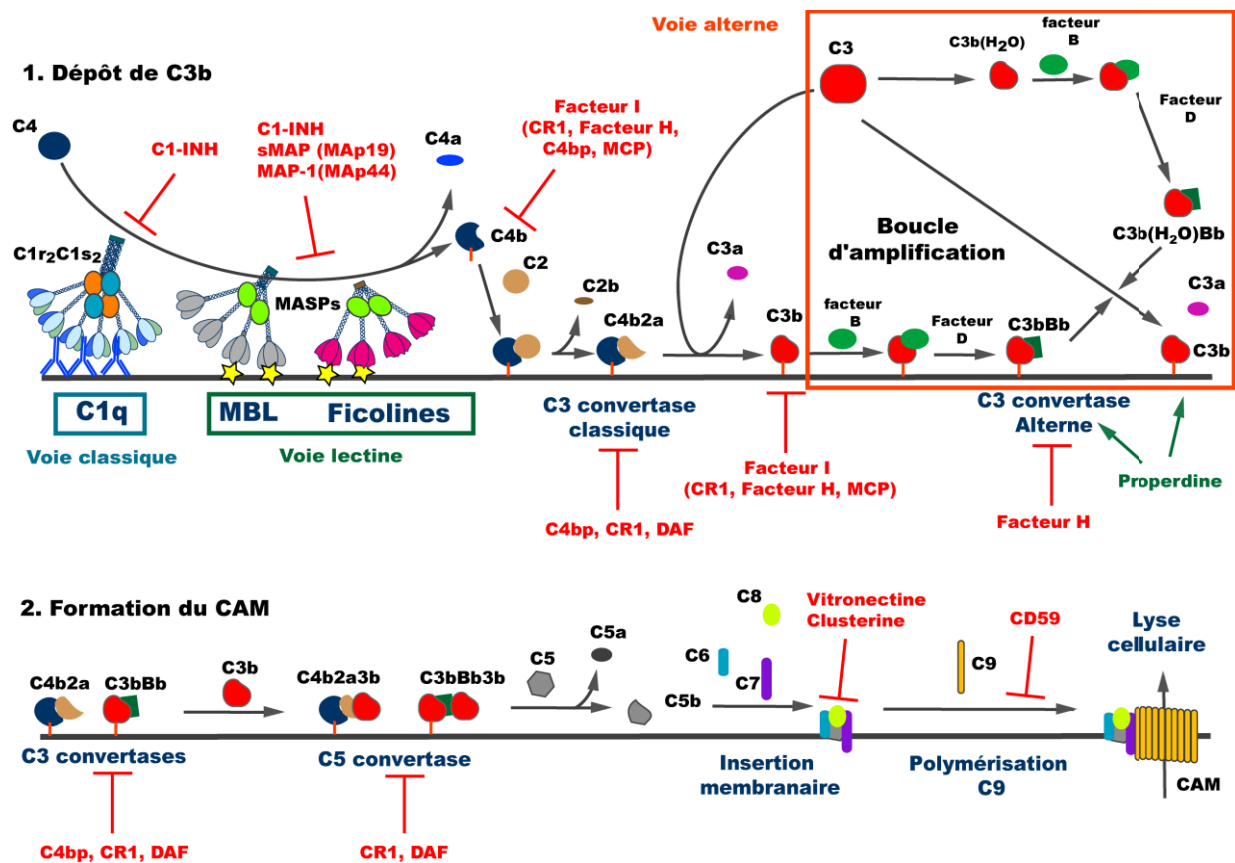 Voie alterne
1. Dépôt de C3b
C4
C1-INH
C1-INH
sMAP (MAp19)
MAP-1(MAp44)
C4a
Facteur I
(CR1, Facteur H,
C4bp, MCP)
C3
C3b(H2O)
facteur
B
Facteur
D
C1r2C1s2
MASPs
C4b
C2
C2b
C4b2a
C3a
C3b
Boucle
d'amplification
C3b(H2O)Bb
C3a
facteur
B
Facteur
D
C3bBb
C3b
C1q
MBL
Ficolines
Voie classique
Voie lectine
C3 convertase
classique
C3 convertase
Alterne
Facteur I
(CR1, Facteur H, MCP)
Properdine
C4bp, CR1, DAF
Facteur H
2. Formation du CAM
C4b2a
C3bBb
C3b
C4b2a3b
C3bBb3b
C5
C5a
C5b
C6
C7
C8
Vitronectine
Clusterine
C9
CD59
Lyse
cellulaire
C3 convertases
C5 convertase
Insertion
membranaire
Polymérisation
C9
CAM
C4bp, CR1, DAF
CR1, DAF